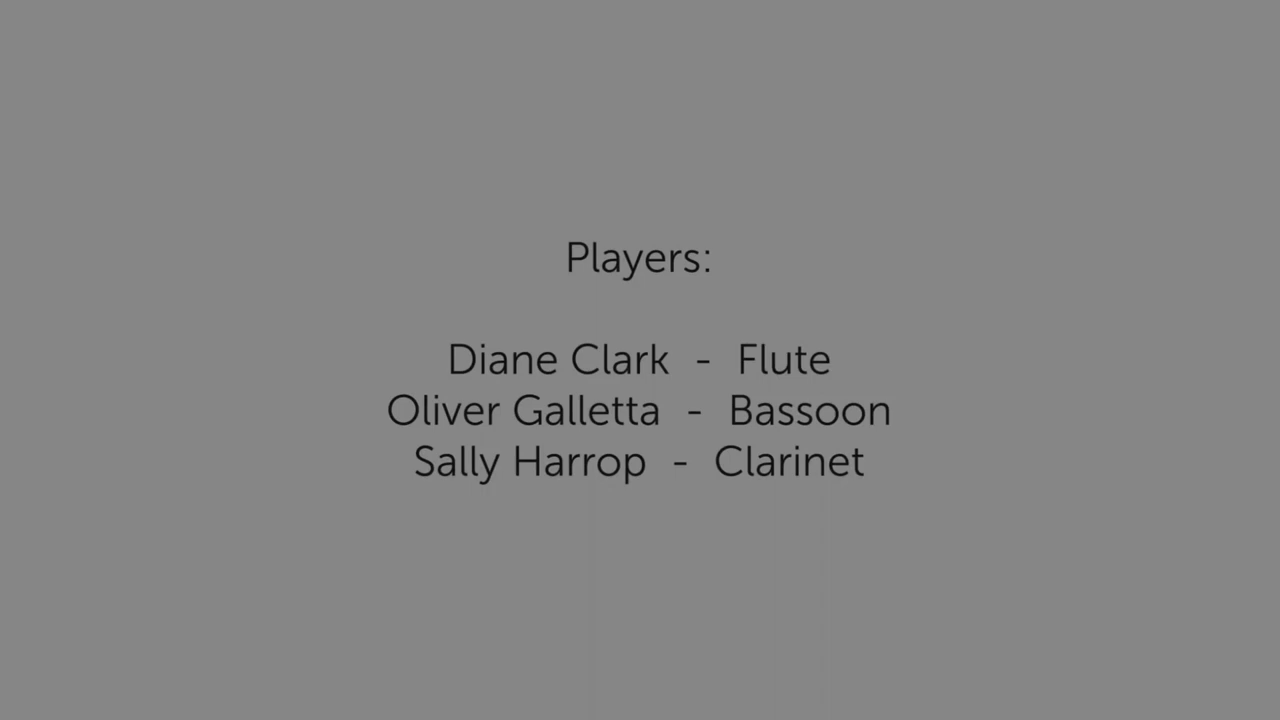 Players:
Diane Clark - Flute
Oliver Galletta - Bassoon
Sally Harrop - Clarinet